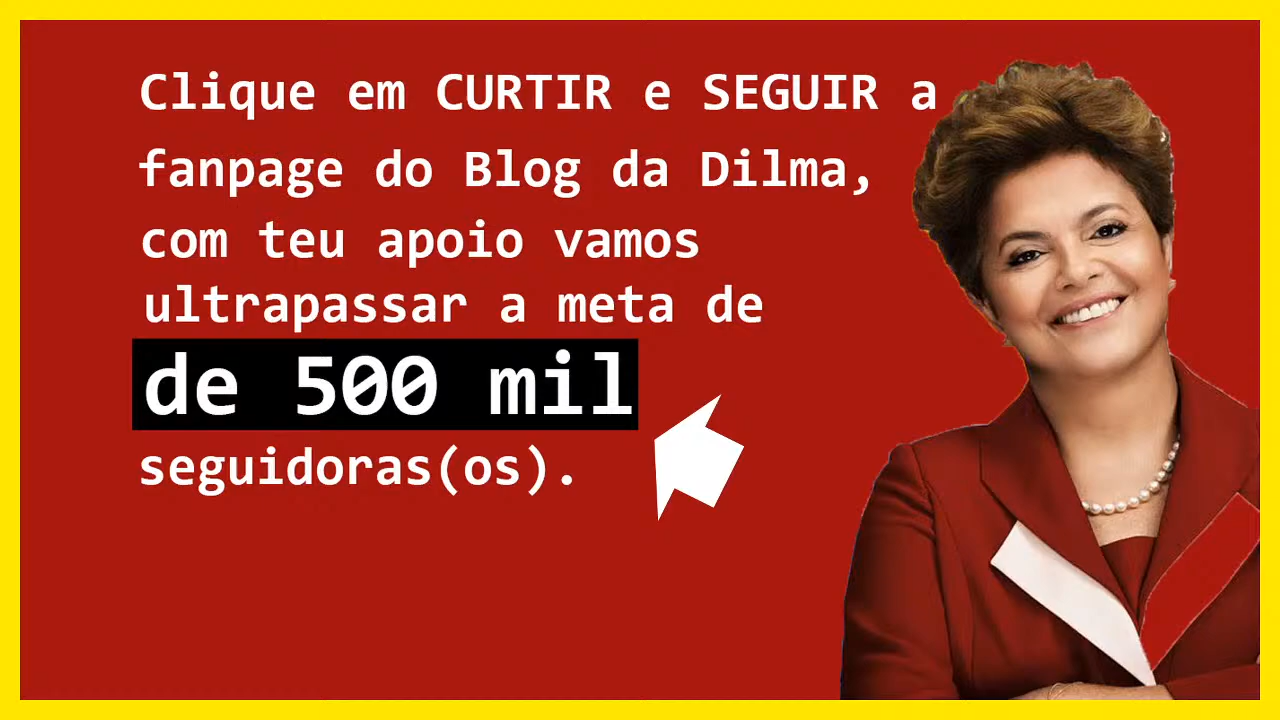 Clique em CURTIR e SEGUIR a
fanpage do Blog da Dilma,
com teu apoio vamos
ultrapassar a meta de
de 500 mil
seguidoras(os).